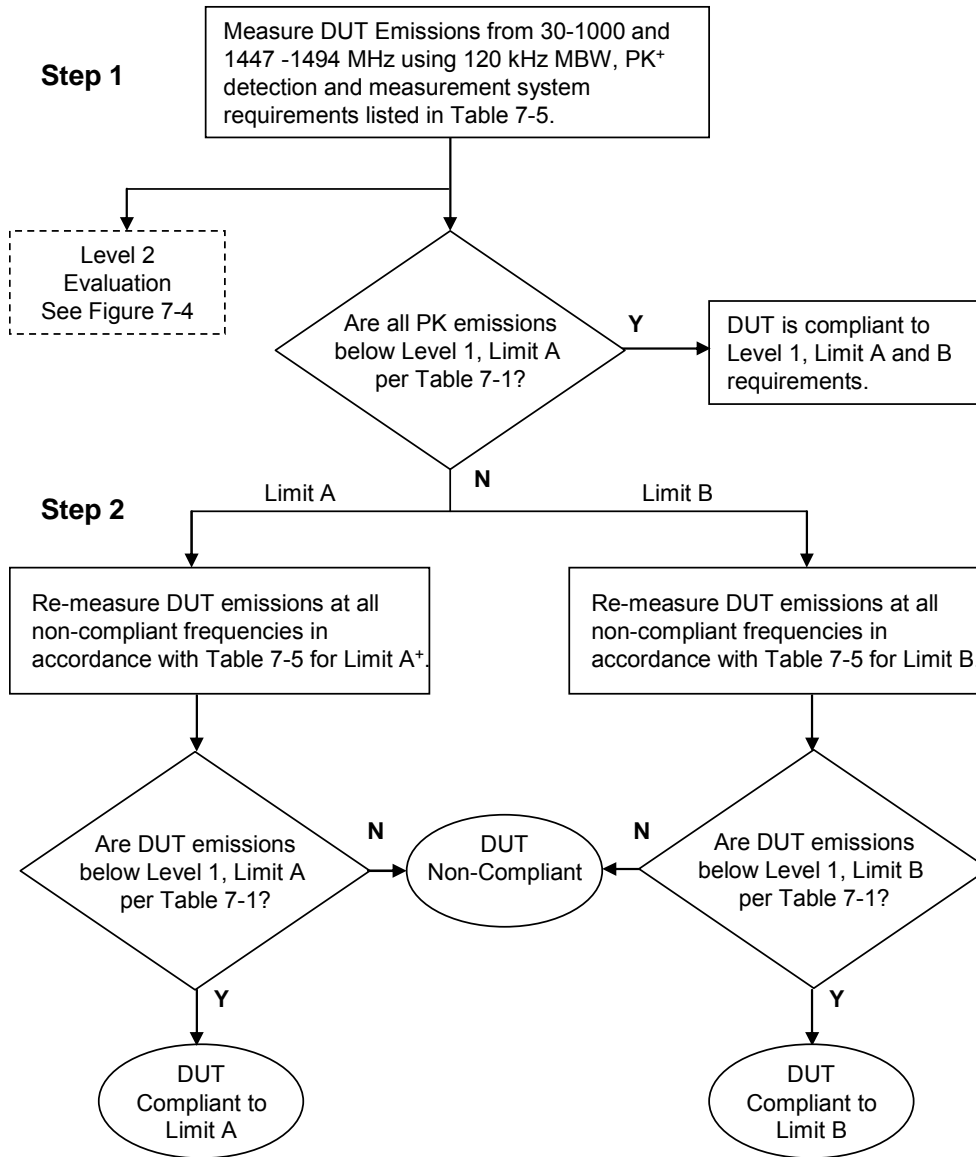 Step 1
Measure DUT Emissions from 30-1000 and
1447 -1494 MHz using 120 kHz MBW, PK+
detection and measurement system
requirements listed in Table 7-5.
Level 2
Evaluation
See Figure 7-4
Are all PK emissions
below Level 1, Limit A
per Table 7-1?
Y
DUT is compliant to
Level 1, Limit A and B
requirements.
N
Step 2
Limit A
Limit B
Re-measure DUT emissions at all
non-compliant frequencies in
accordance with Table 7-5 for Limit A+.
Re-measure DUT emissions at all
non-compliant frequencies in
accordance with Table 7-5 for Limit B.
Are DUT emissions
below Level 1, Limit A
per Table 7-1?
N
DUT
Non-Compliant
N
Are DUT emissions
below Level 1, Limit B
per Table 7-1?
Y
Y
DUT
Compliant to
Limit A
DUT
Compliant to
Limit B